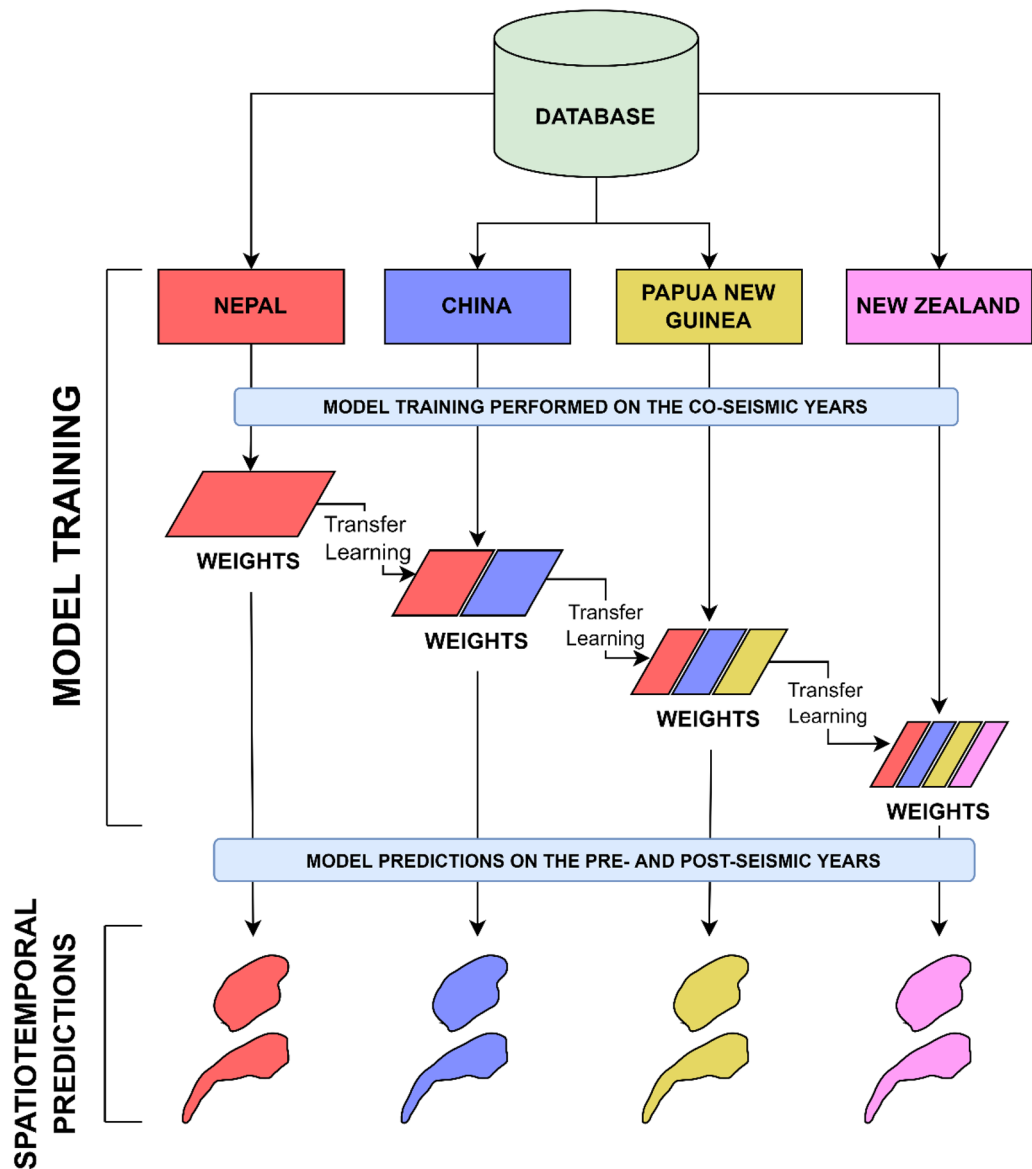 DATABASE
NEPAL
CHINA
PAPUA NEW
GUINEA
NEW ZEALAND
MODEL TRAINING
MODEL TRAINING PERFORMED ON THE CO-SEISMIC YEARS
WEIGHTS
Transfer
Learning
WEIGHTS
Transfer
Learning
WEIGHTS
Transfer
Learning
WEIGHTS
MODEL PREDICTIONS ON THE PRE- AND POST-SEISMIC YEARS
SPATIOTEMPORAL
PREDICTIONS